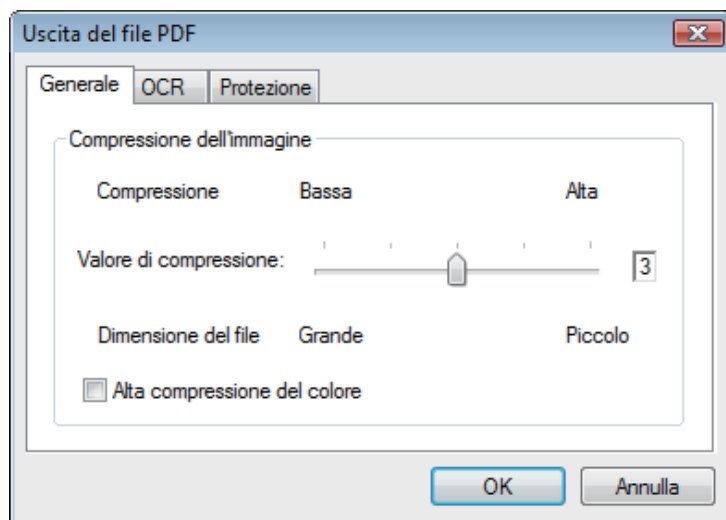 Uscita del file PDF
Generale OCR Protezione
Compressione dell'immagine
Compressione Bassa Alta
Valore di compressione: 3
Dimensione del file Grande Piccolo
Alta compressione del colore
OK Annulla